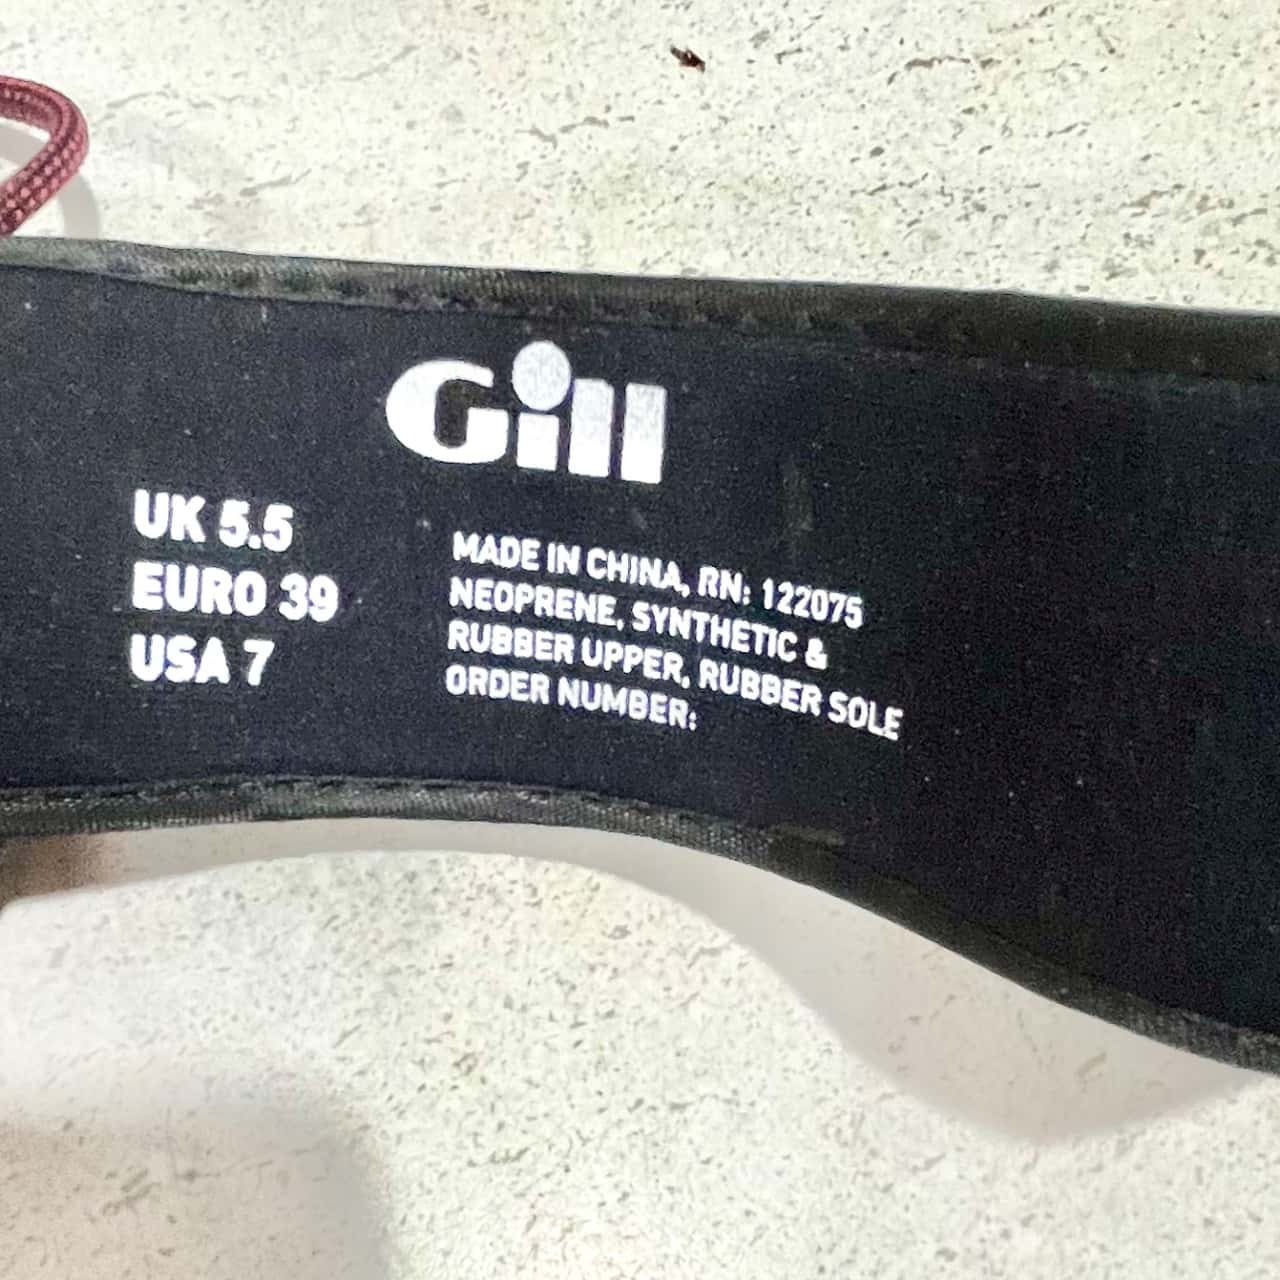 Gill
UK 5.5
EURO 39
USA 7
MADE IN CHINA, RN: 122075
NEOPRENE, SYNTHETIC &
RUBBER UPPER, RUBBER SOLE
ORDER NUMBER: